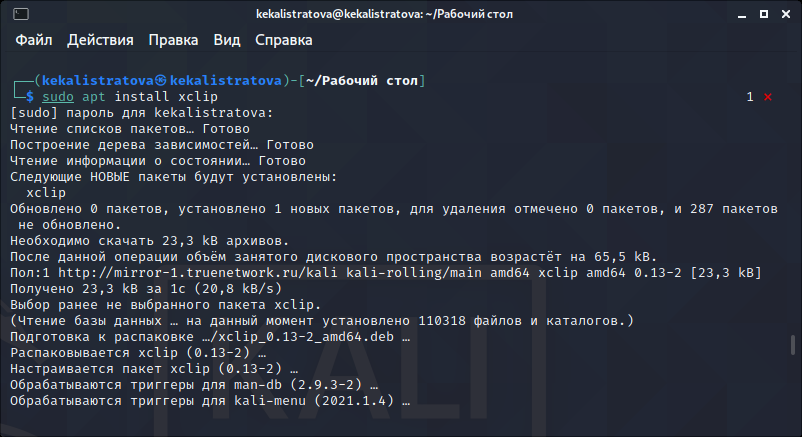 kekalistratova@kekalistratova: ~/Рабочий стол
Файл Действия Правка Вид Справка
┌──(kekalistratova㉿kekalistratova)-[~/Рабочий стол]
└─$ sudo apt install xclip 1 ⨯
[sudo] пароль для kekalistratova:
Чтение списков пакетов… Готово
Построение дерева зависимостей… Готово
Чтение информации о состоянии… Готово
Следующие НОВЫЕ пакеты будут установлены:
xclip
Обновлено 0 пакетов, установлено 1 новых пакетов, для удаления отмечено 0 пакетов, и 287 пакетов
не обновлено.
Необходимо скачать 23,3 kB архивов.
После данной операции объём занятого дискового пространства возрастёт на 65,5 kB.
Пол:1 http://mirror-1.truenetwork.ru/kali kali-rolling/main amd64 xclip amd64 0.13-2 [23,3 kB]
Получено 23,3 kB за 1с (20,8 kB/s)
Выбор ранее не выбранного пакета xclip.
(Чтение базы данных … на данный момент установлено 110318 файлов и каталогов.)
Подготовка к распаковке …/xclip_0.13-2_amd64.deb …
Распаковывается xclip (0.13-2) …
Настраивается пакет xclip (0.13-2) …
Обрабатываются триггеры для man-db (2.9.3-2) …
Обрабатываются триггеры для kali-menu (2021.1.4) …
KALI